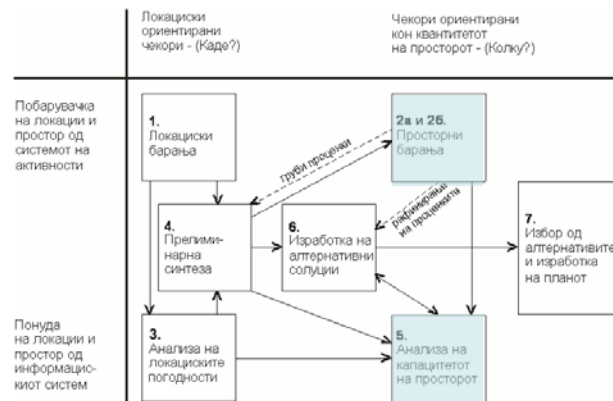 Локациски
ориентирани
чекори - (Каде?)
Чекори ориентирани
кон квантитетот
на просторот - (Колку?)
Побарувачка
на локации и
простор од
системот на
активности
1.
Локациски
барања
2а и 2б.
Просторни
барања
груби проценки
рафинирање
на проценките
4.
Прелими-
нарна
синтеза
6.
Изработка на
алтернативни
солуции
7.
Избор од
алтернативите
и изработка
на планот
Понуда
на локации и
простор од
информацис-
киот систем
3.
Анализа на
локациските
погодности
5.
Анализа на
капацитетот
на просторот